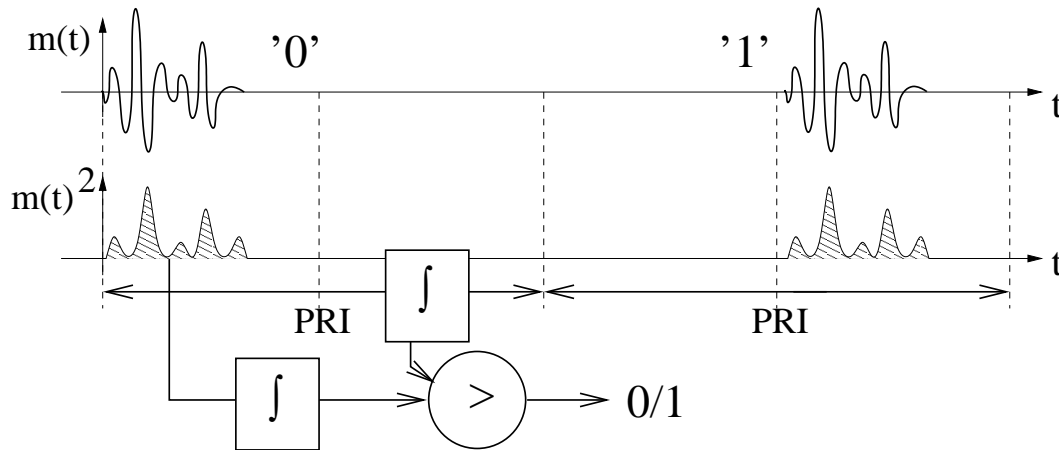 m(t) '0' '1'
t
m(t)2
t
∫
PRI PRI
∫ > 0/1